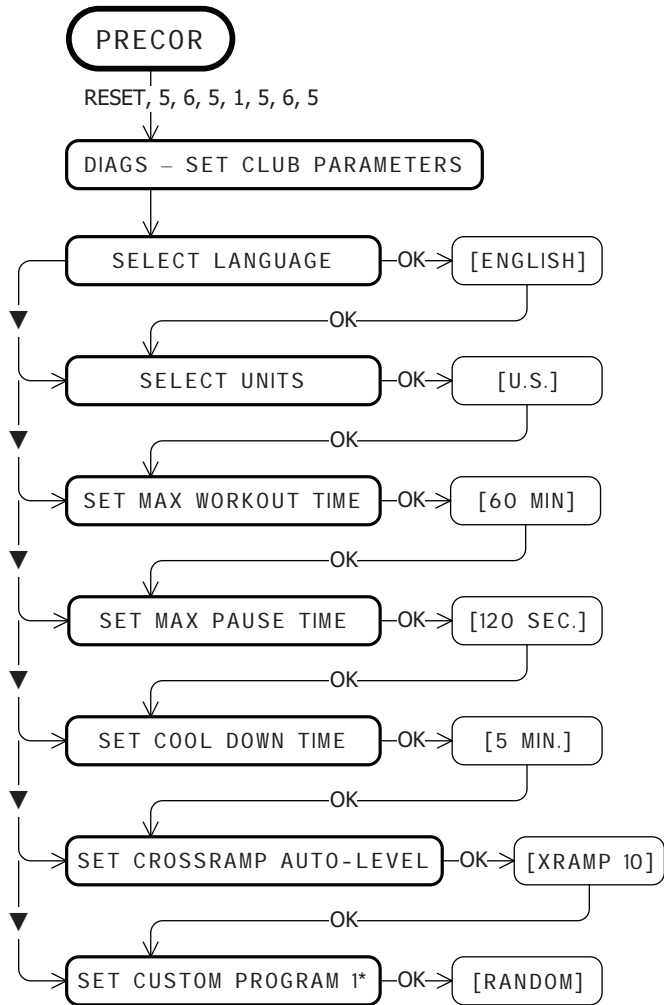 PRECOR
RESET, 5, 6, 5, 1, 5, 6, 5
DIAGS – SET CLUB PARAMETERS
SELECT LANGUAGE OK [ENGLISH]
OK
SELECT UNITS OK [U.S.]
OK
SET MAX WORKOUT TIME OK [60 MIN]
OK
SET MAX PAUSE TIME OK [120 SEC.]
OK
SET COOL DOWN TIME OK [5 MIN.]
OK
SET CROSSRAMP AUTO-LEVEL OK [XRAMP 10]
OK
SET CUSTOM PROGRAM 1* OK [RANDOM]